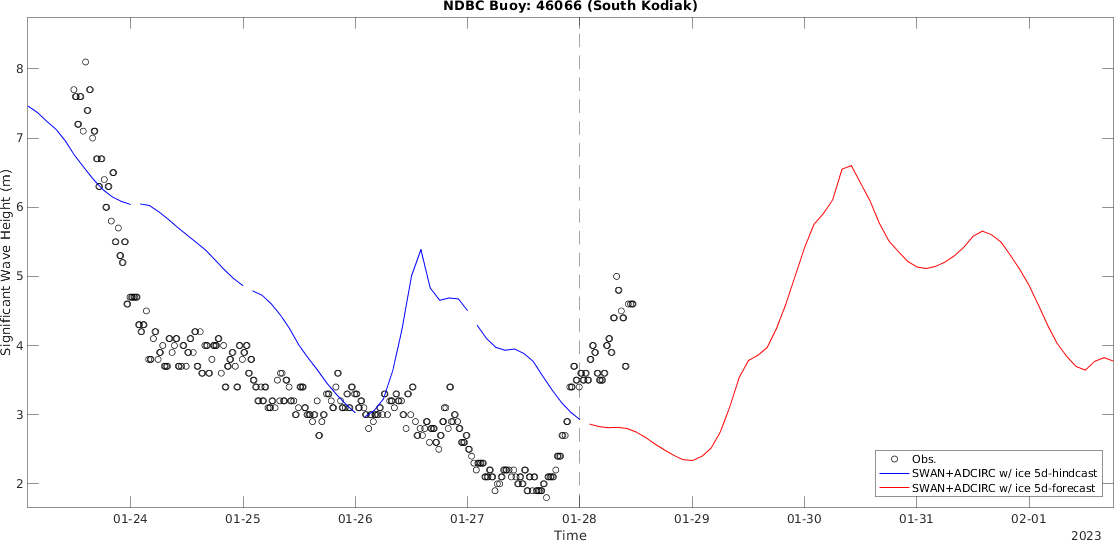 NDBC Buoy: 46066 (South Kodiak)
Significant Wave Height (m)
8
7
6
5
4
3
2
01-24 01-25 01-26 01-27 01-28 01-29 01-30 01-31 02-01
Time
2023
Obs.
SWAN+ADCIRC w/ ice 5d-hindcast
SWAN+ADCIRC w/ ice 5d-forecast